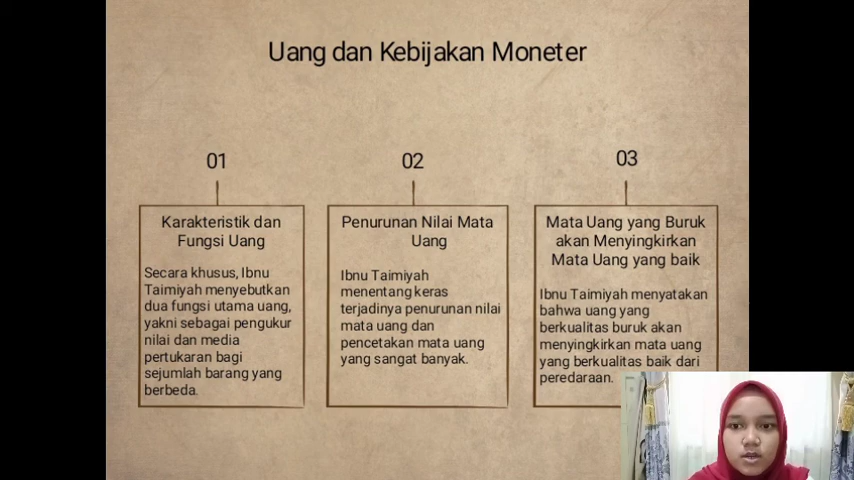 Uang dan Kebijakan Moneter
01
Karakteristik dan
Fungsi Uang
Secara khusus, Ibnu
Taimiyah menyebutkan
dua fungsi utama uang,
yakni sebagai pengukur
nilai dan media
pertukaran bagi
sejumlah barang yang
berbeda.
02
Penurunan Nilai Mata
Uang
Ibnu Taimiyah
menentang keras
terjadinya penurunan nilai
mata uang dan
pencetakan mata uang
yang sangat banyak.
03
Mata Uang yang Buruk
akan Menyingkirkan
Mata Uang yang baik
Ibnu Taimiyah menyatakan
bahwa uang yang
berkualitas buruk akan
menyingkirkan mata uang
yang berkualitas baik dari
peredaraan.